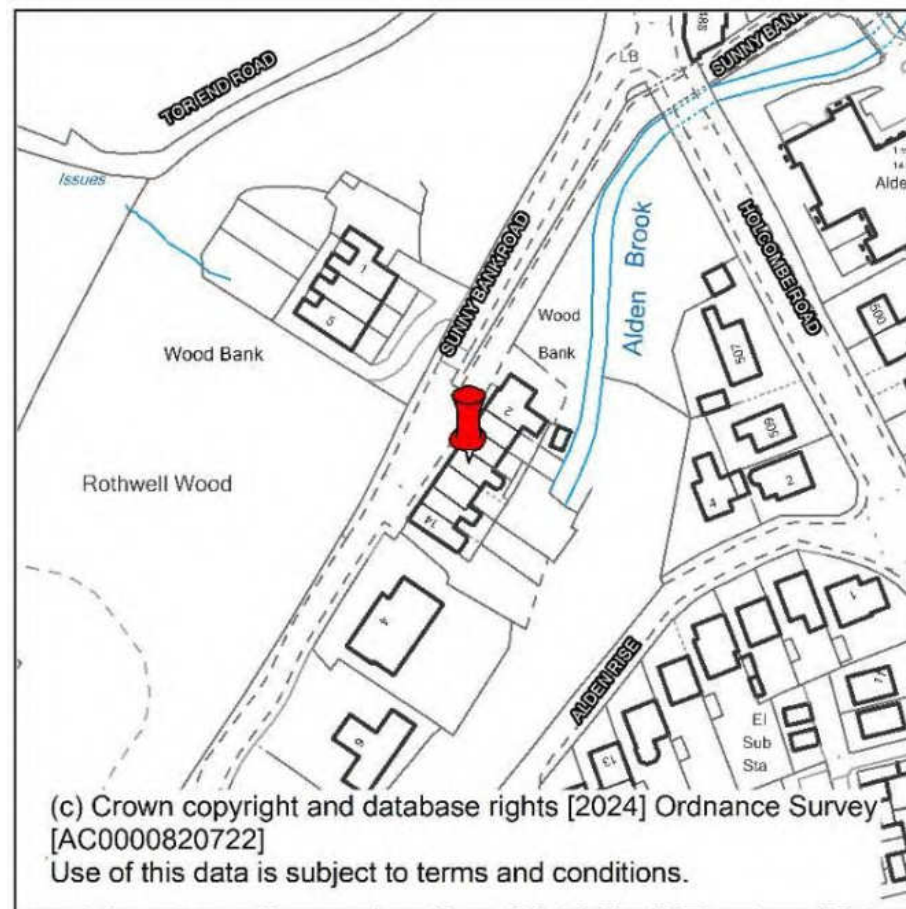 TOR END ROAD
Issues
SUNNY BANK
LB
SUNNY BANK ROAD
HOLCOMBE ROAD
Alden Brook
Wood Bank
Wood
Bank
Rothwell Wood
1
5
2
14
4
6
507
509
2
4
500
ALDEN RISE
1
11
13
El
Sub
Sta
(c) Crown copyright and database rights [2024] Ordnance Survey
[AC0000820722]
Use of this data is subject to terms and conditions.